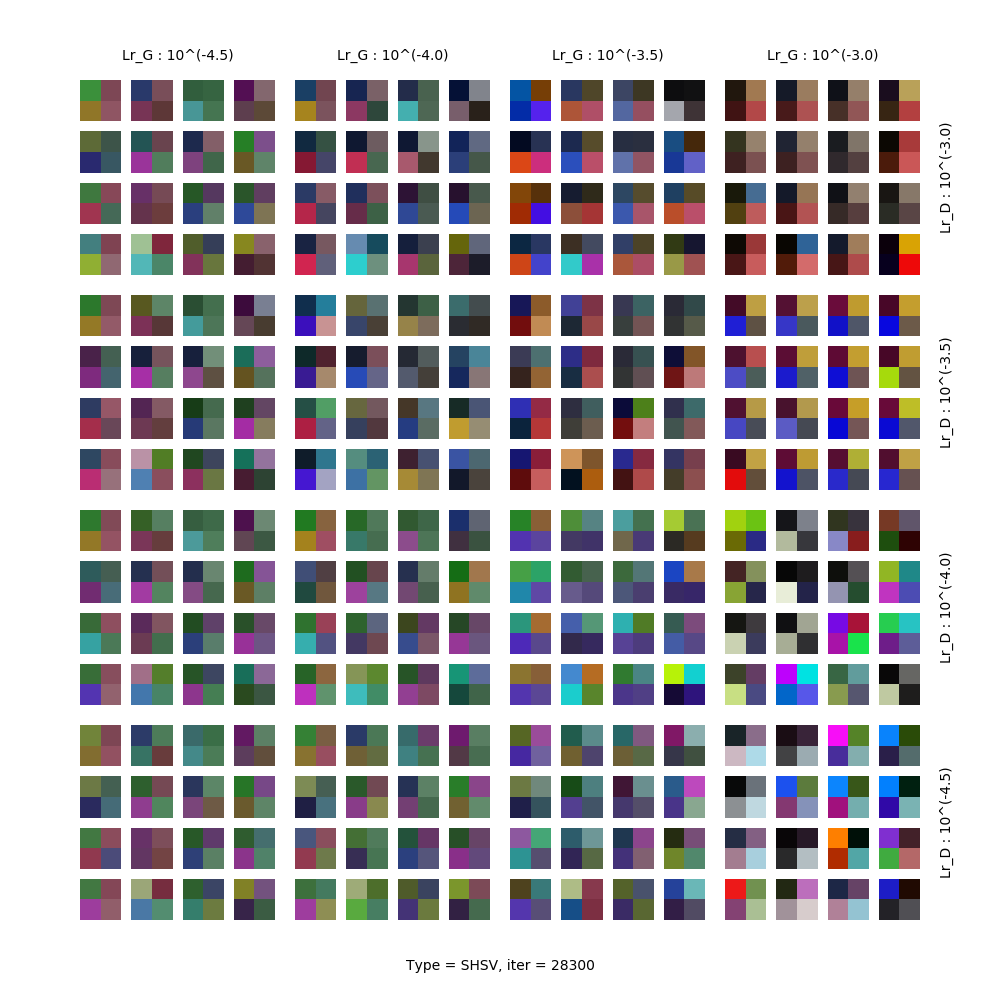 Lr_G : 10^(-4.5)
Lr_G : 10^(-4.0)
Lr_G : 10^(-3.5)
Lr_G : 10^(-3.0)
Lr_D : 10^(-3.0)
Lr_D : 10^(-3.5)
Lr_D : 10^(-4.0)
Lr_D : 10^(-4.5)
Type = SHSV, iter = 28300